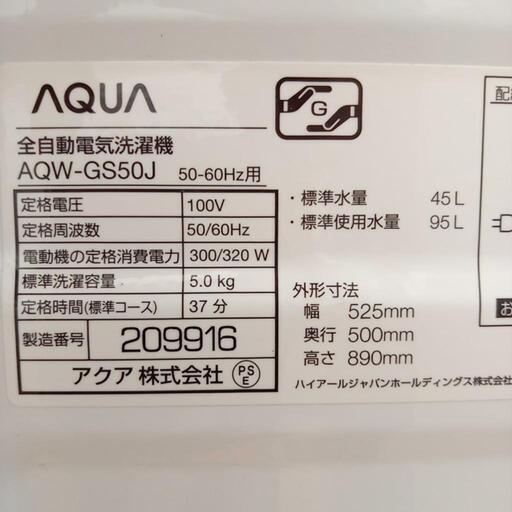 AQUA
G
全自動電気洗濯機
AQW-GS50J 50-60Hz用
定格電圧 100V
定格周波数 50/60Hz
電動機の定格消費電力 300/320 W
標準洗濯容量 5.0 kg
定格時間(標準コース) 37 分
製造番号 209916
アクア 株式会社 PSE
・標準水量 45 L
・標準使用水量 95 L
外形寸法
幅 525mm
奥行 500mm
高さ 890mm
ハイアールジャパンホールディングス株式会
配
お